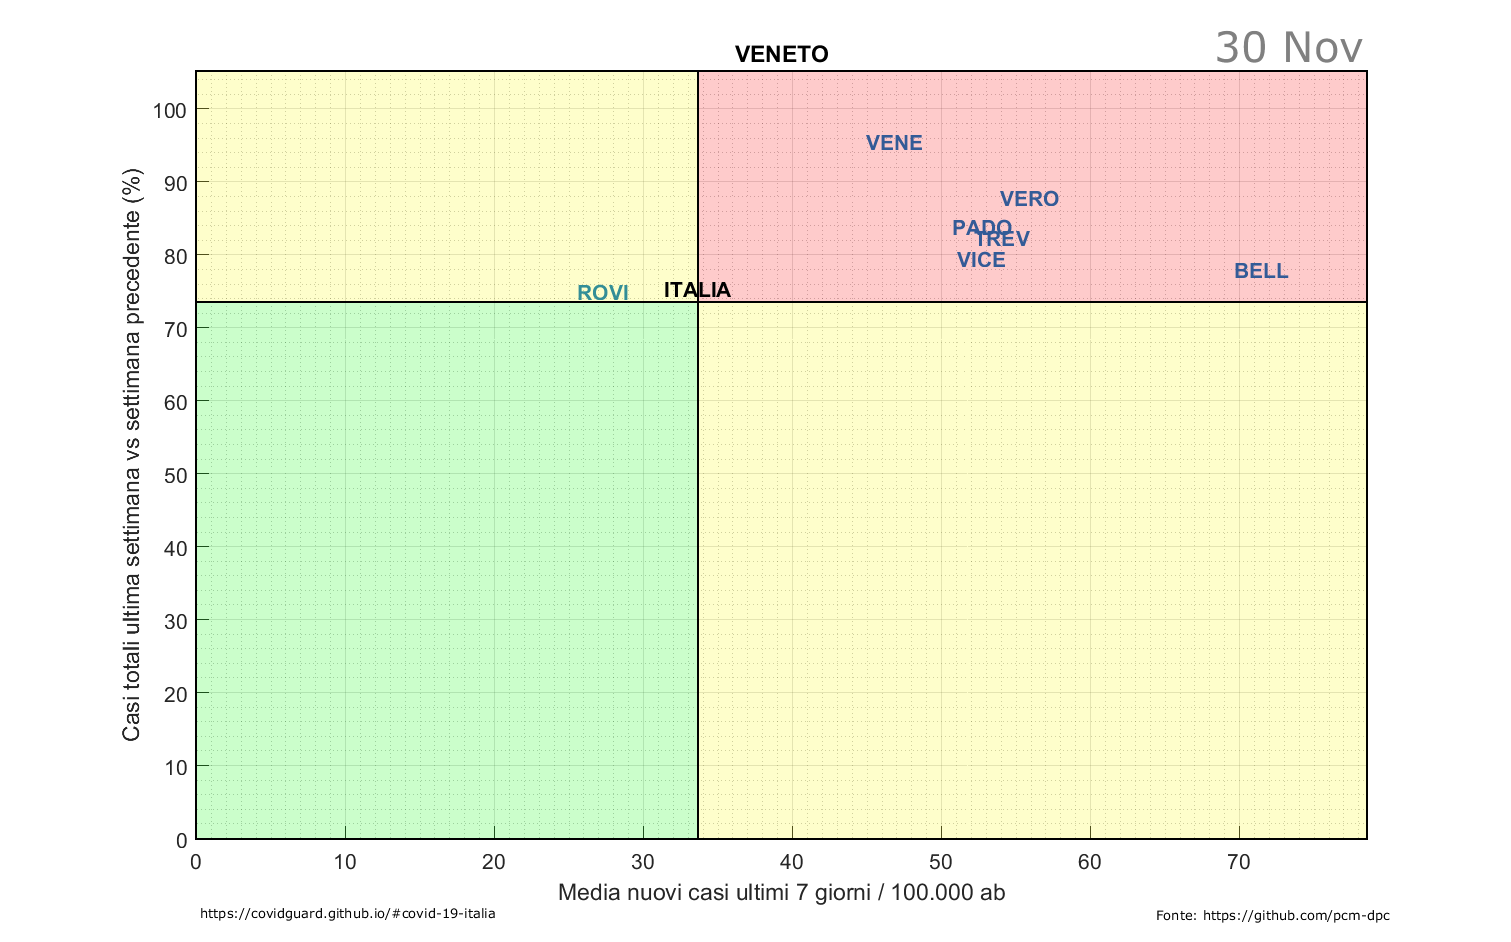 VENETO
30 Nov
Casi totali ultima settimana vs settimana precedente (%)
100
90
80
70
60
50
40
30
20
10
0
VENE
VERO
PADO
TREV
VICE
BELL
ITALIA
ROVI
0 10 20 30 40 50 60 70
Media nuovi casi ultimi 7 giorni / 100.000 ab
https://covidguard.github.io/#covid-19-italia
Fonte: https://github.com/pcm-dpc